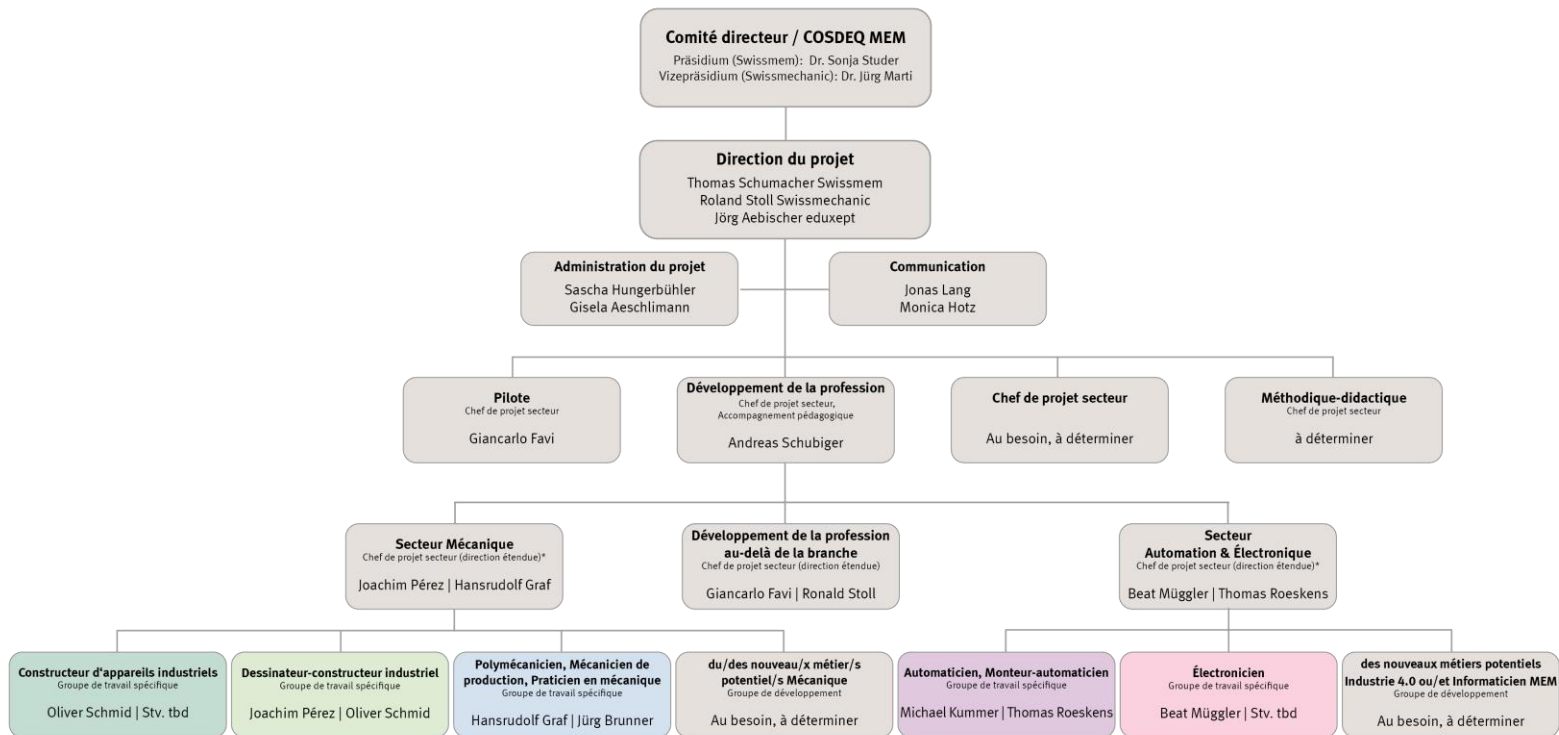 Comité directeur / COSDEQ MEM
Präsidium (Swissmem): Dr. Sonja Studer
Vizepräsidium (Swissmechanic): Dr. Jürg Marti
Direction du projet
Thomas Schumacher Swissmem
Roland Stoll Swissmechanic
Jörg Aebischer eduxept
Administration du projet
Sascha Hungerbühler
Gisela Aeschlimann
Communication
Jonas Lang
Monica Hotz
Pilote
Chef de projet secteur
Giancarlo Favi
Développement de la profession
Chef de projet secteur,
Accompagnement pédagogique
Andreas Schubiger
Chef de projet secteur
Au besoin, à déterminer
Méthodique-didactique
Chef de projet secteur
à déterminer
Secteur Mécanique
Chef de projet secteur (direction étendue)*
Joachim Pérez | Hansrudolf Graf
Développement de la profession
au-delà de la branche
Chef de projet secteur (direction étendue)
Giancarlo Favi | Ronald Stoll
Secteur
Automation & Électronique
Chef de projet secteur (direction étendue)*
Beat Müggler | Thomas Roeskens
Constructeur d'appareils industriels
Groupe de travail spécifique
Oliver Schmid | Stv. tbd
Dessinateur-constructeur industriel
Groupe de travail spécifique
Joachim Pérez | Oliver Schmid
Polymécanicien, Mécanicien de
production, Praticien en mécanique
Groupe de travail spécifique
Hansrudolf Graf | Jürg Brunner
du/des nouveau/x métier/s
potentiel/s Mécanique
Groupe de développement
Au besoin, à déterminer
Automaticien, Monteur-automaticien
Groupe de travail spécifique
Michael Kummer | Thomas Roeskens
Électronicien
Groupe de travail spécifique
Beat Müggler | Stv. tbd
des nouveaux métiers potentiels
Industrie 4.0 ou/et Informaticien MEM
Groupe de développement
Au besoin, à déterminer